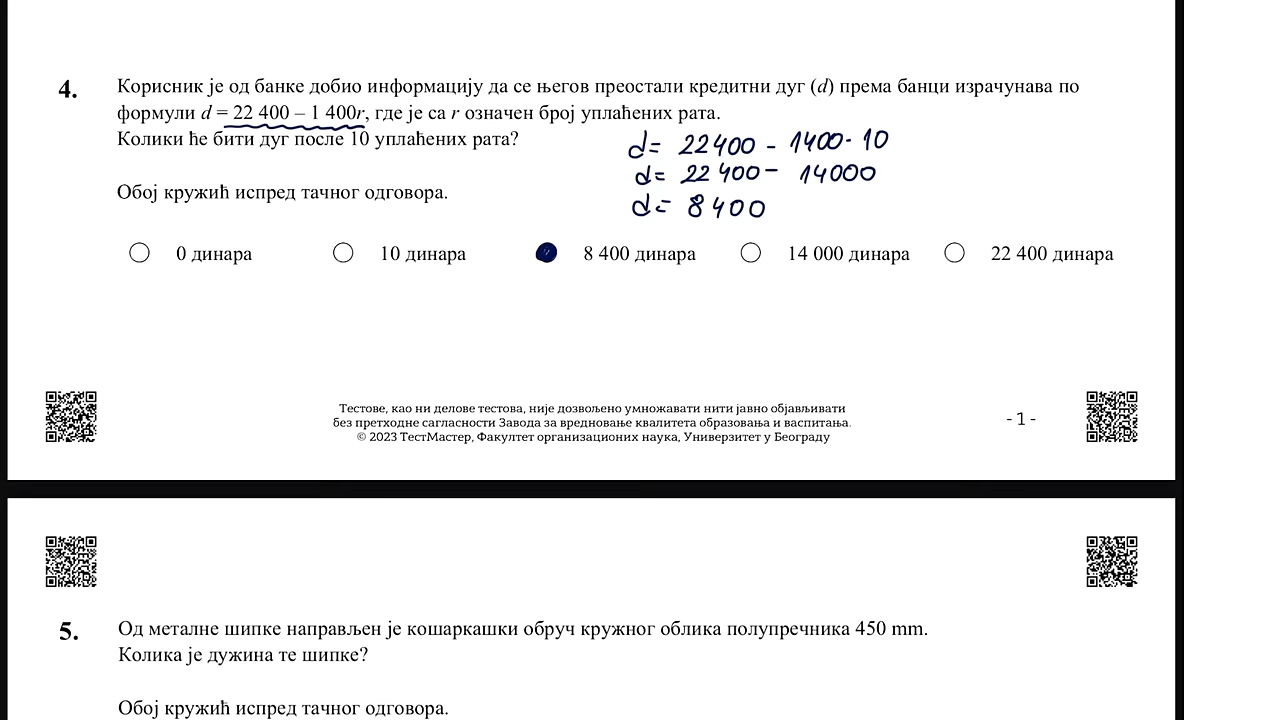 4. Корисник је од банке добио информацију да се његов преостали кредитни дуг (d) према банци израчунава по
формули d = 22 400 – 1 400r, где је са r означен број уплаћених рата.
Колики ће бити дуг после 10 уплаћених рата?
d= 22400 - 1400· 10
d= 22 400 - 14000
d= 8400
Обој кружић испред тачног одговора.
0 динара 10 динара 8 400 динара 14 000 динара 22 400 динара
Тестове, као ни делове тестова, није дозвољено умножавати нити јавно објављивати
без претходне сагласности Завода за вредновање квалитета образовања и васпитања.
© 2023 ТестМастер, Факултет организационих наука, Универзитет у Београду
- 1 -
5. Од металне шипке направљен је кошаркашки обруч кружног облика полупречника 450 mm.
Колика је дужина те шипке?
Обој кружић испред тачног одговора.